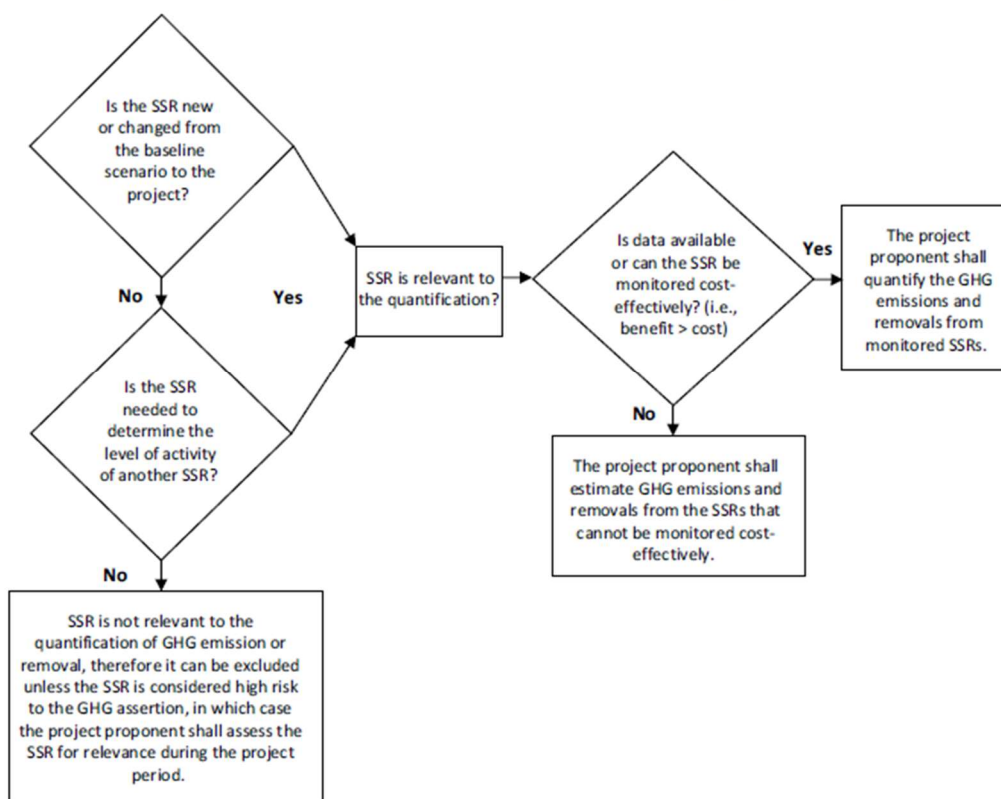 Is the SSR new
or changed from
the baseline
scenario to the
project?
No
Yes
Is the SSR
needed to
determine the
level of activity
of another SSR?
No
SSR is not relevant to the
quantification of GHG emission or
removal, therefore it can be excluded
unless the SSR is considered high risk
to the GHG assertion, in which case
the project proponent shall assess the
SSR for relevance during the project
period.
SSR is relevant to
the quantification?
Is data available
or can the SSR be
monitored cost-
effectively? (i.e.,
benefit > cost)
Yes
The project
proponent shall
quantify the GHG
emissions and
removals from
monitored SSRs.
No
The project proponent shall
estimate GHG emissions and
removals from the SSRs that
cannot be monitored cost-
effectively.